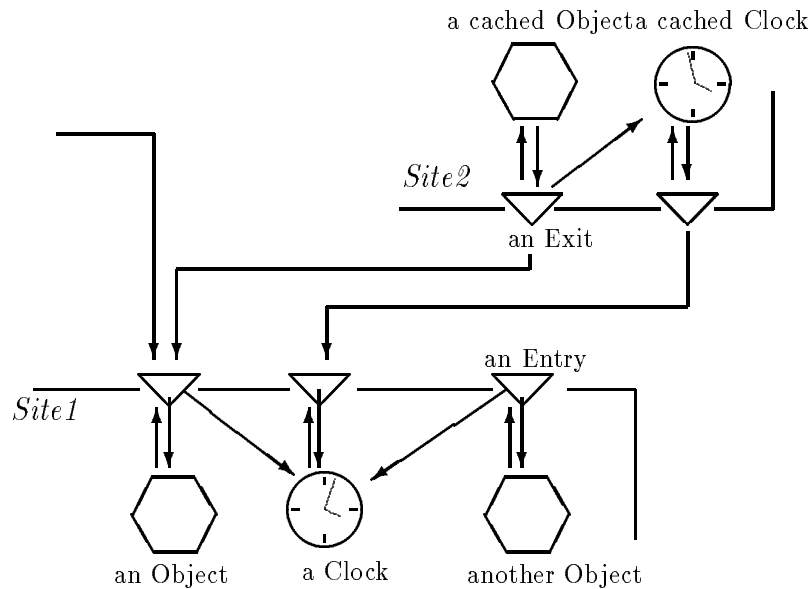 a cached Objecta cached Clock
Site2
an Exit
an Entry
Site1
an Object
a Clock
another Object